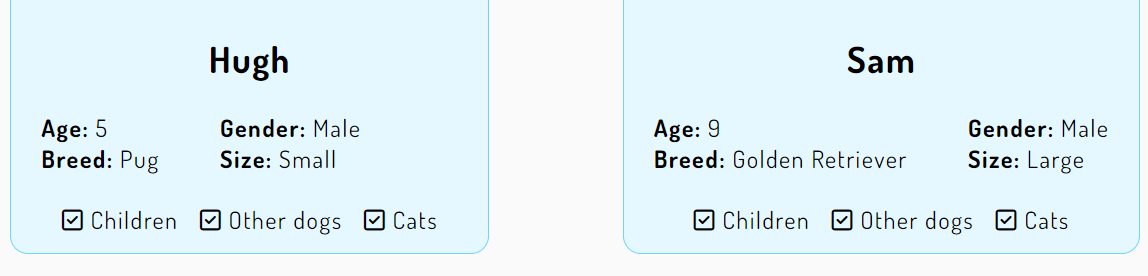 Hugh
Age: 5 Gender: Male
Breed: Pug Size: Small
Children Other dogs Cats
Sam
Age: 9 Gender: Male
Breed: Golden Retriever Size: Large
Children Other dogs Cats